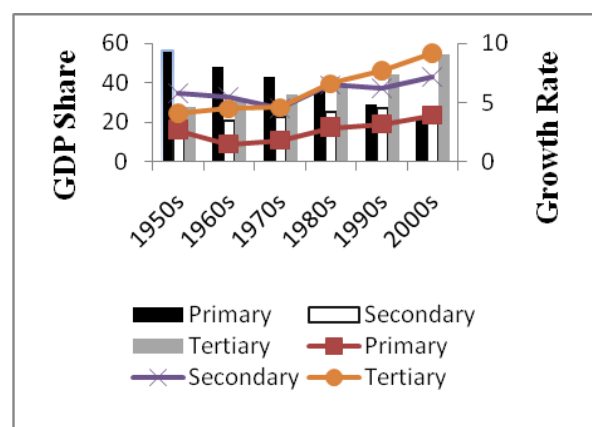 GDP Share
60
40
20
0
10
5
0
Growth Rate
1950s
1960s
1970s
1980s
1990s
2000s
Primary
Secondary
Tertiary
Primary
Secondary
Tertiary